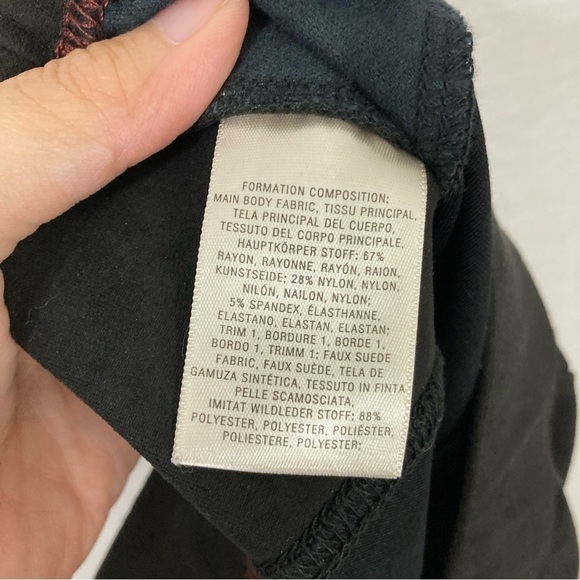 FORMATION COMPOSITION:
MAIN BODY FABRIC, TISSU PRINCIPAL,
TELA PRINCIPAL DEL CUERPO,
TESSUTO DEL CORPO PRINCIPALE,
HAUPTKÖRPER STOFF: 67%
RAYON, RAYONNE, RAYÓN, RAION,
KUNSTSEIDE; 28% NYLON, NYLON,
NILÓN, NAILON, NYLON;
5% SPANDEX, ÉLASTHANNE,
ELASTANO, ELASTAN, ELASTAN;
TRIM 1, BORDURE 1, BORDE 1,
BORDO 1, TRIMM 1: FAUX SUEDE
FABRIC, FAUX SUÈDE, TELA DE
GAMUZA SINTÉTICA, TESSUTO IN FINTA
PELLE SCAMOSCIATA,
IMITAT WILDLEDER STOFF: 88%
POLYESTER, POLYESTER, POLIÉSTER,
POLIESTERE, POLYESTER;